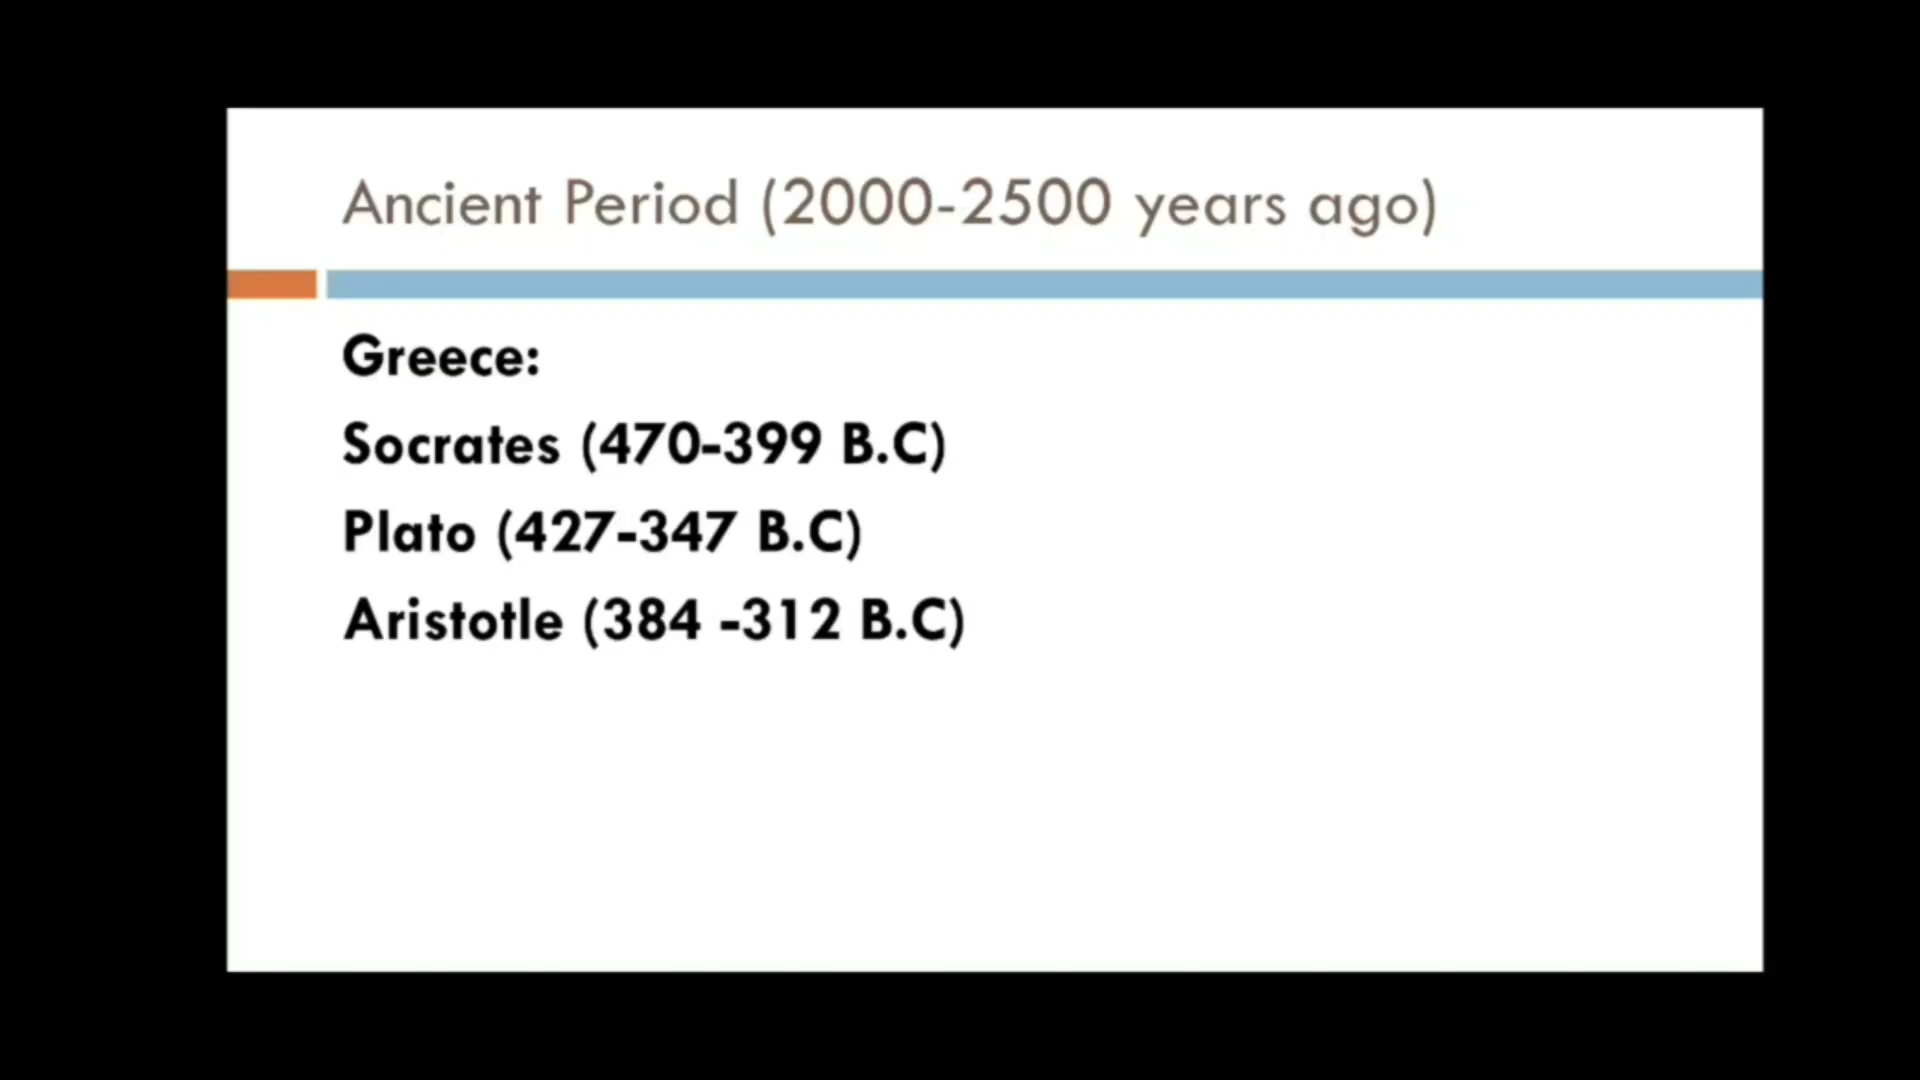 Ancient Period (2000-2500 years ago)
Greece:
Socrates (470-399 B.C)
Plato (427-347 B.C)
Aristotle (384 -312 B.C)